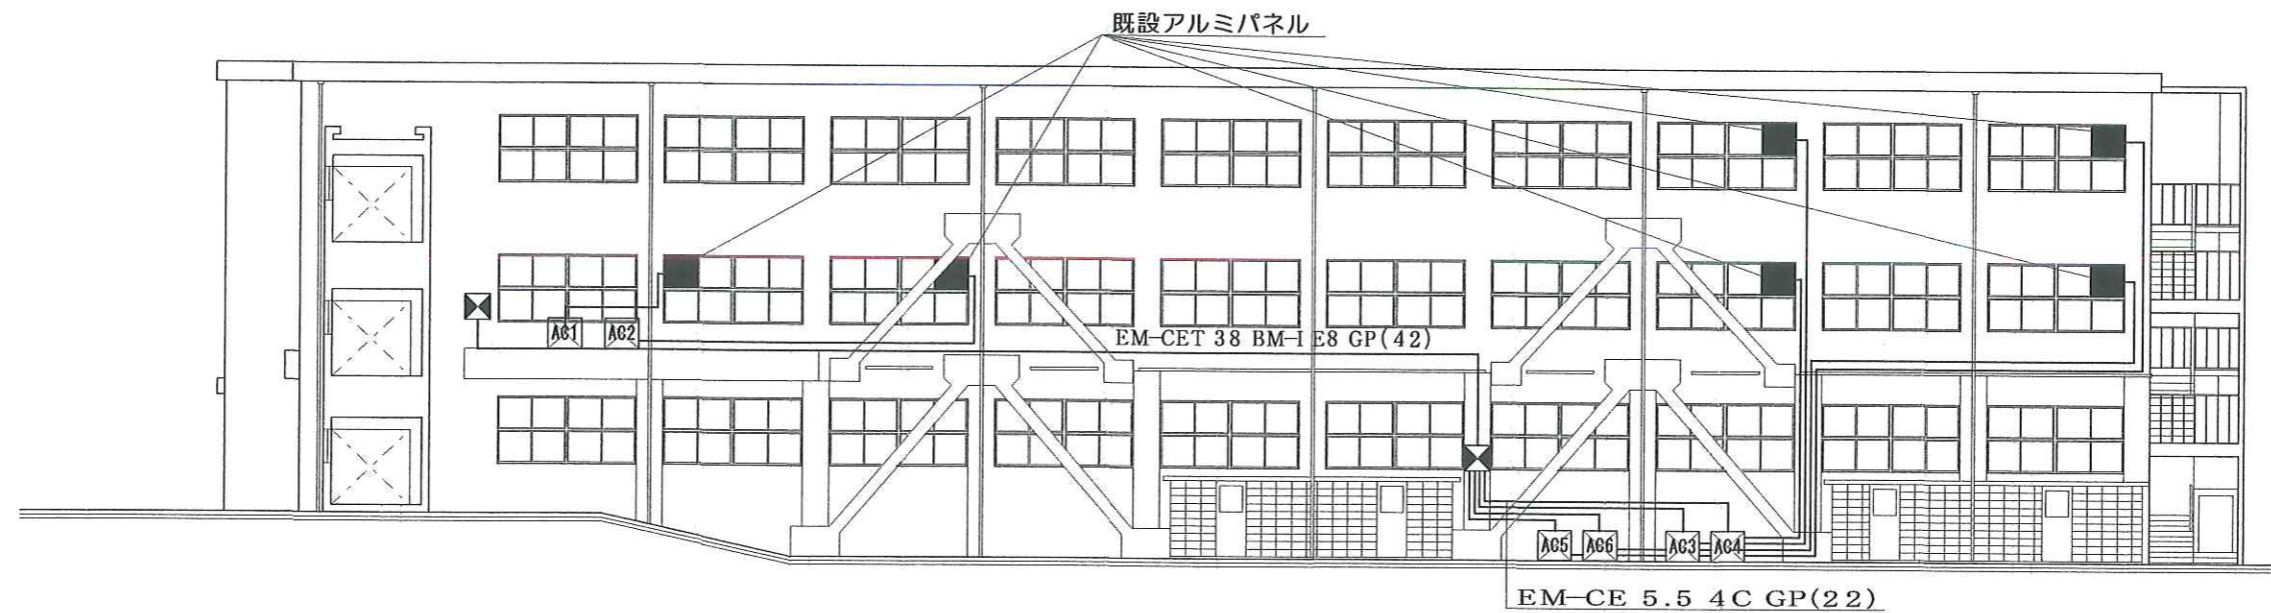 既設アルミパネル
AC1
AC2
EM-CET 38 BM-I E8 GP(42)
AC5
AC6
AC3
AC4
EM-CE 5.5 4C GP(22)